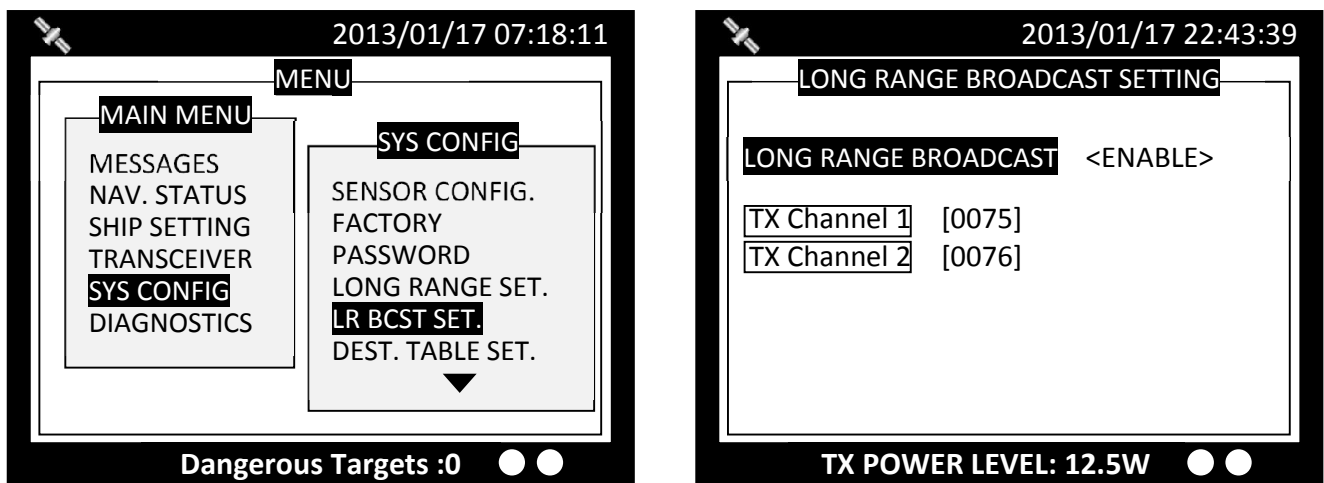 2013/01/17 07:18:11
MENU
MAIN MENU
MESSAGES
NAV. STATUS
SHIP SETTING
TRANSCEIVER
SYS CONFIG
DIAGNOSTICS
SYS CONFIG
SENSOR CONFIG.
FACTORY
PASSWORD
LONG RANGE SET.
LR BCST SET.
DEST. TABLE SET.
Dangerous Targets :0
2013/01/17 22:43:39
LONG RANGE BROADCAST SETTING
LONG RANGE BROADCAST <ENABLE>
TX Channel 1 [0075]
TX Channel 2 [0076]
TX POWER LEVEL: 12.5W